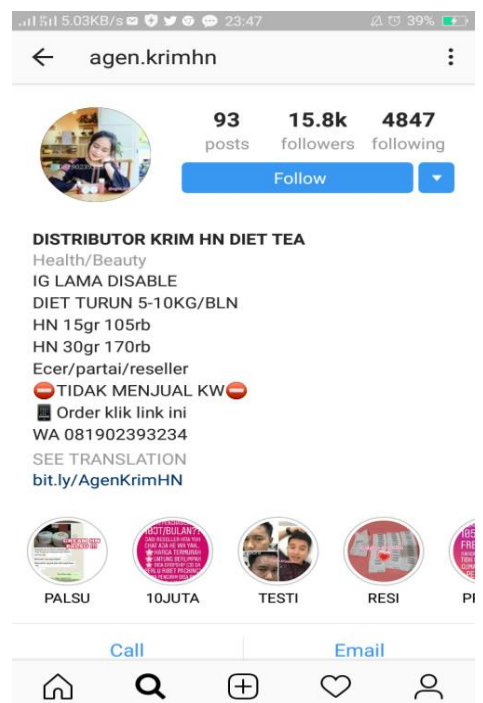 5.03KB/s 23:47 39%
agen.krimhn
93 15.8k 4847
posts followers following
Follow
DISTRIBUTOR KRIM HN DIET TEA
Health/Beauty
IG LAMA DISABLE
DIET TURUN 5-10KG/BLN
HN 15gr 105rb
HN 30gr 170rb
Ecer/partai/reseller
⛔TIDAK MENJUAL KW⛔
📱 Order klik link ini
WA 081902393234
SEE TRANSLATION
bit.ly/AgenKrimHN
PALSU 10JUTA TESTI RESI
Call Email